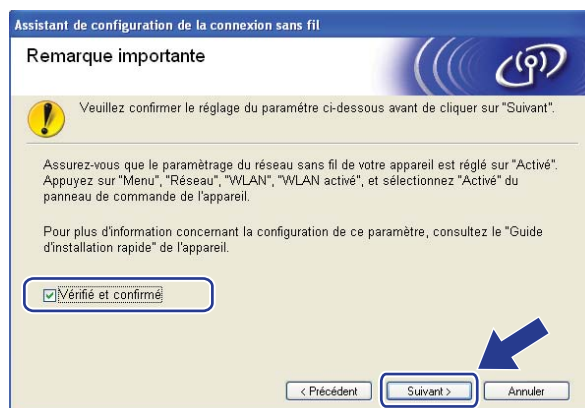 Assistant de configuration de la connexion sans fil
Remarque importante
Veuillez confirmer le réglage du paramétre ci-dessous avant de cliquer sur "Suivant".
Assurez-vous que le paramètrage du réseau sans fil de votre appareil est réglé sur "Activé".
Appuyez sur "Menu", "Réseau", "WLAN", "WLAN activé", et sélectionnez "Activé" du
panneau de commande de l'appareil.
Pour plus d'information concernant la configuration de ce paramètre, consultez le "Guide
d'installation rapide" de l'appareil.
Vérifié et confirmé
< Précédent Suivant > Annuler